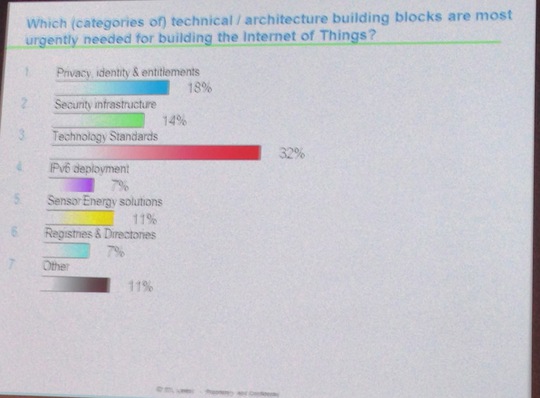 Which (categories of) technical / architecture building blocks are most
urgently needed for building the Internet of Things?
1. Privacy, identity & entitlements
18%
2. Security infrastructure
14%
3. Technology Standards
32%
4. IPv6 deployment
7%
5. Sensor Energy solutions
11%
6. Registries & Directories
7%
7. Other
11%